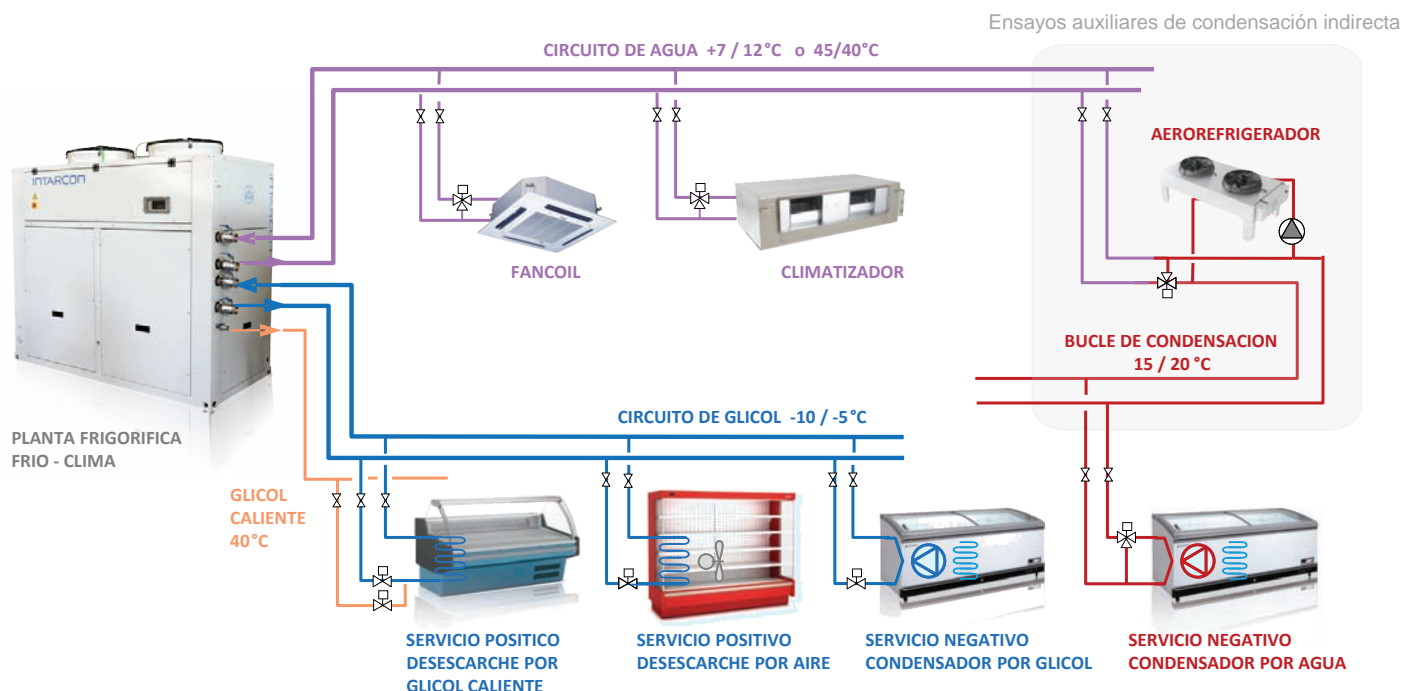 Ensayos auxiliares de condensación indirecta
CIRCUITO DE AGUA +7 / 12°C o 45/40°C
AEROREFRIGERADOR
INTARCON
FANCOIL
CLIMATIZADOR
BUCLE DE CONDENSACION
15 / 20 °C
CIRCUITO DE GLICOL -10 / -5°C
PLANTA FRIGORIFICA
FRIO - CLIMA
GLICOL
CALIENTE
40°C
SERVICIO POSITICO
DESESCARCHE POR
GLICOL CALIENTE
SERVICIO POSITIVO
DESESCARCHE POR AIRE
SERVICIO NEGATIVO
CONDENSADOR POR GLICOL
SERVICIO NEGATIVO
CONDENSADOR POR AGUA